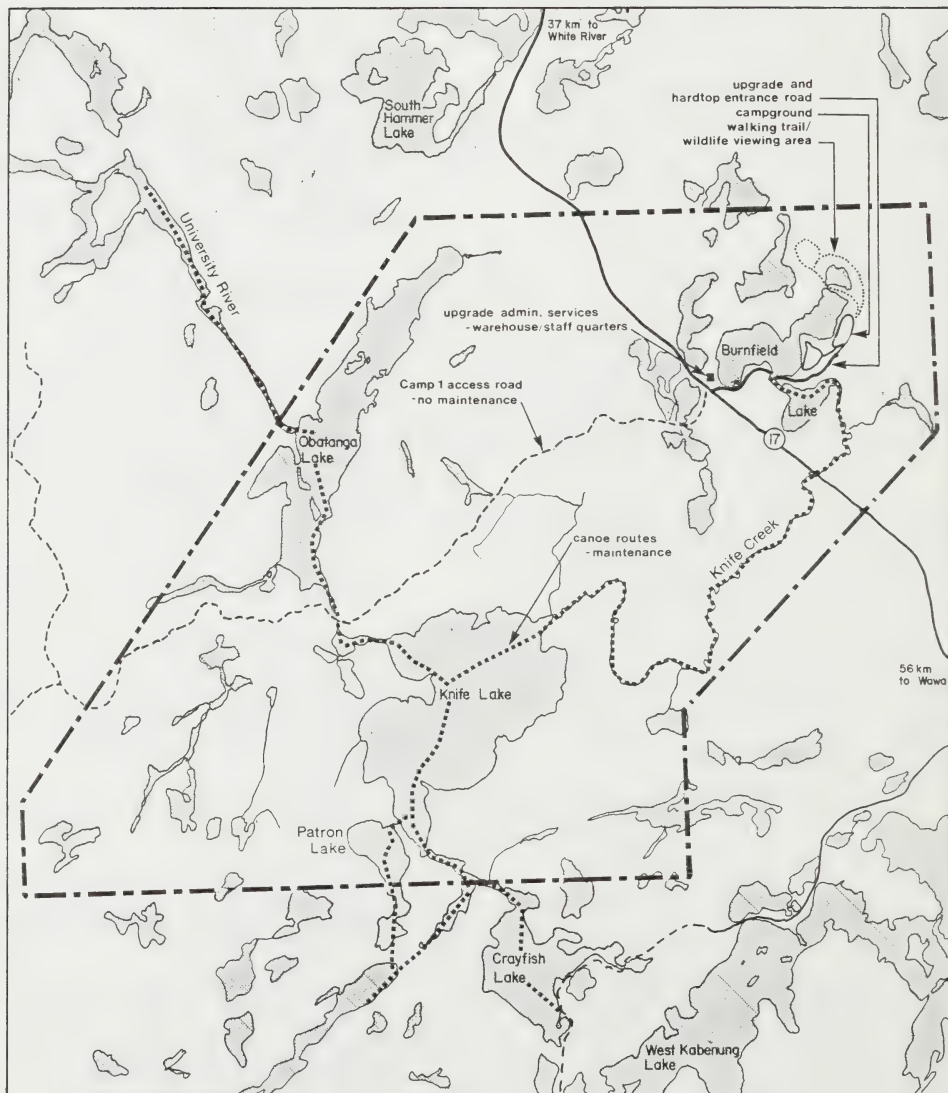 37 km to
White River
South
Hammer
Lake
upgrade and
hardtop entrance road
campground
walking trail/
wildlife viewing area
University River
upgrade admin. services
-warehouse/staff quarters
Burnfield
Lake
Camp 1 access road
-no maintenance
Obatanga
Lake
17
canoe routes
-maintenance
Knife Creek
56 km
to Wawa
Knife Lake
Patron
Lake
Crayfish
Lake
West Kabenung
Lake